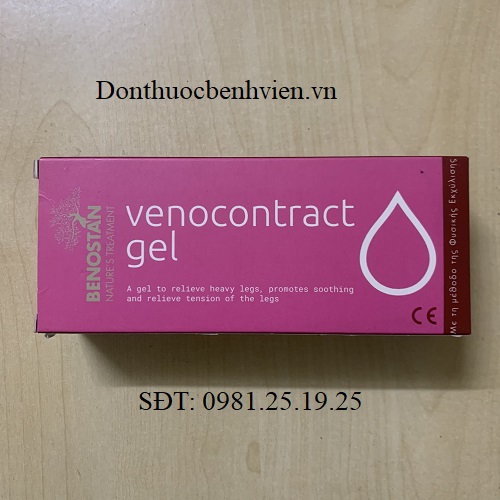 Donthuocbenhvien.vn
BENOSTAN
NATURE'S TREATMENT
venocontract
gel
A gel to relieve heavy legs, promotes soothing
and relieve tension of the legs
CE
Με τη μέθοδο της Φυσικής Εκχύλισης
SĐT: 0981.25.19.25